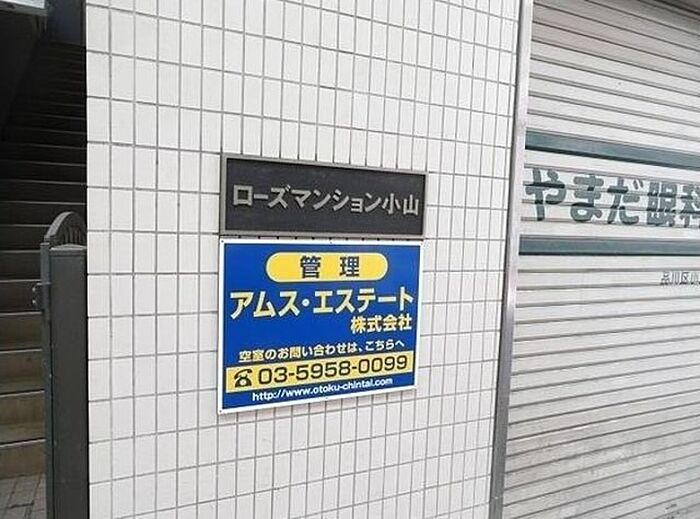 ローズマンション小山
管理
アムス・エステート
株式会社
空室のお問い合わせは、こちらへ
☎03-5958-0099
http://www.otoku-chintai.com
やまだ眼科
品川区小